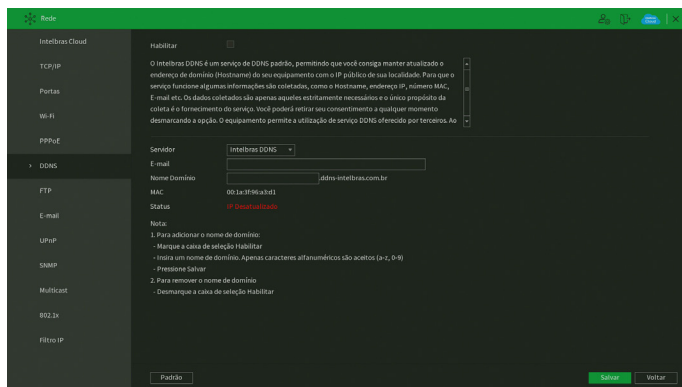 Rede
Intelbras Cloud
TCP/IP
Portas
Wi-Fi
PPPoE
DDNS
FTP
E-mail
UPnP
SNMP
Multicast
802.1x
Filtro IP
Habilitar
O Intelbras DDNS é um serviço de DDNS padrão, permitindo que você consiga manter atualizado o
endereço de domínio (Hostname) do seu equipamento com o IP público de sua localidade. Para que o
serviço funcione algumas informações são coletadas, como o Hostname, endereço IP, número MAC,
E-mail etc. Os dados coletados são apenas aqueles estritamente necessários e o único propósito da
coleta é o fornecimento do serviço. Você poderá retirar seu consentimento a qualquer momento
desmarcando a opção. O equipamento permite a utilização de serviço DDNS oferecido por terceiros. Ao
Servidor Intelbras DDNS
E-mail
Nome Domínio .ddns-intelbras.com.br
MAC 00:1a:3f:96:a3:d1
Status IP Desatualizado
Nota:
1. Para adicionar o nome de domínio:
- Marque a caixa de seleção Habilitar
- Insira um nome de domínio. Apenas caracteres alfanuméricos são aceitos (a-z, 0-9)
- Pressione Salvar
2. Para remover o nome de domínio
- Desmarque a caixa de seleção Habilitar
Padrão Salvar Voltar